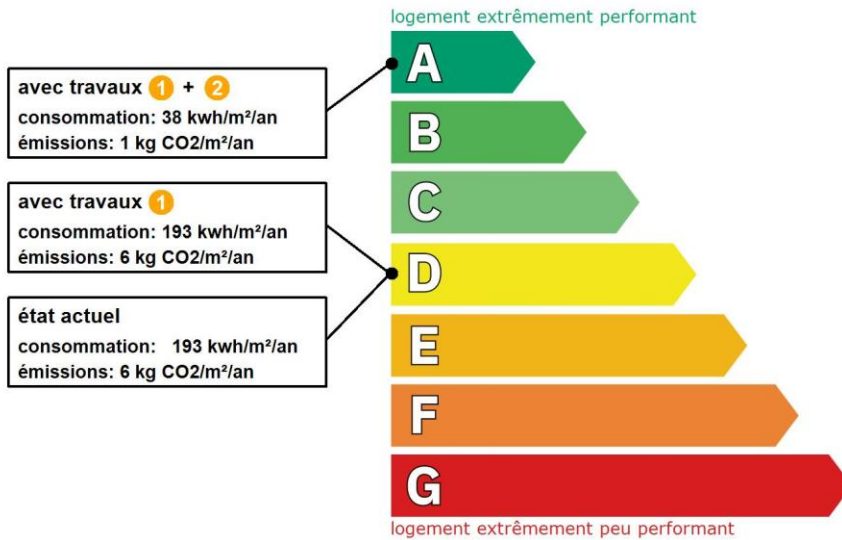 logement extrêmement performant
avec travaux 1 + 2
consommation: 38 kwh/m²/an
émissions: 1 kg CO2/m²/an
avec travaux 1
consommation: 193 kwh/m²/an
émissions: 6 kg CO2/m²/an
état actuel
consommation: 193 kwh/m²/an
émissions: 6 kg CO2/m²/an
A
B
C
D
E
F
G
logement extrêmement peu performant